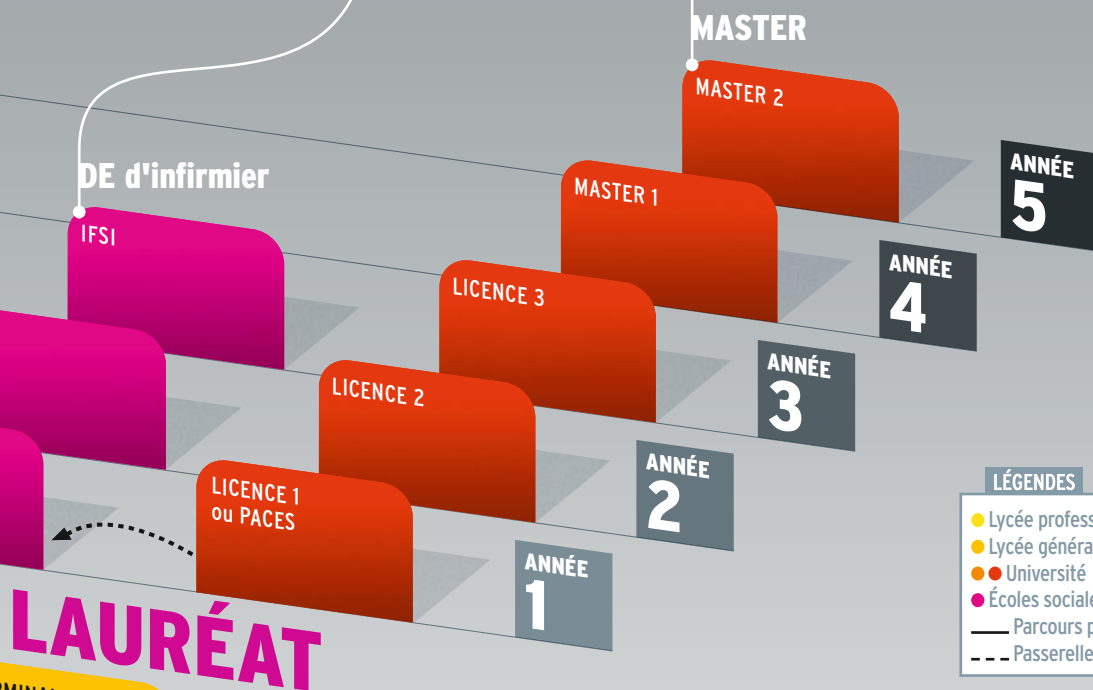 MASTER
MASTER 2
ANNÉE
5
DE d'infirmier
MASTER 1
IFSI
ANNÉE
4
LICENCE 3
ANNÉE
3
LICENCE 2
ANNÉE
2
LICENCE 1
ou PACES
ANNÉE
1
LAURÉAT
LÉGENDES
Lycée profess
Lycée généra
Université
Écoles sociale
Parcours p
Passerelle